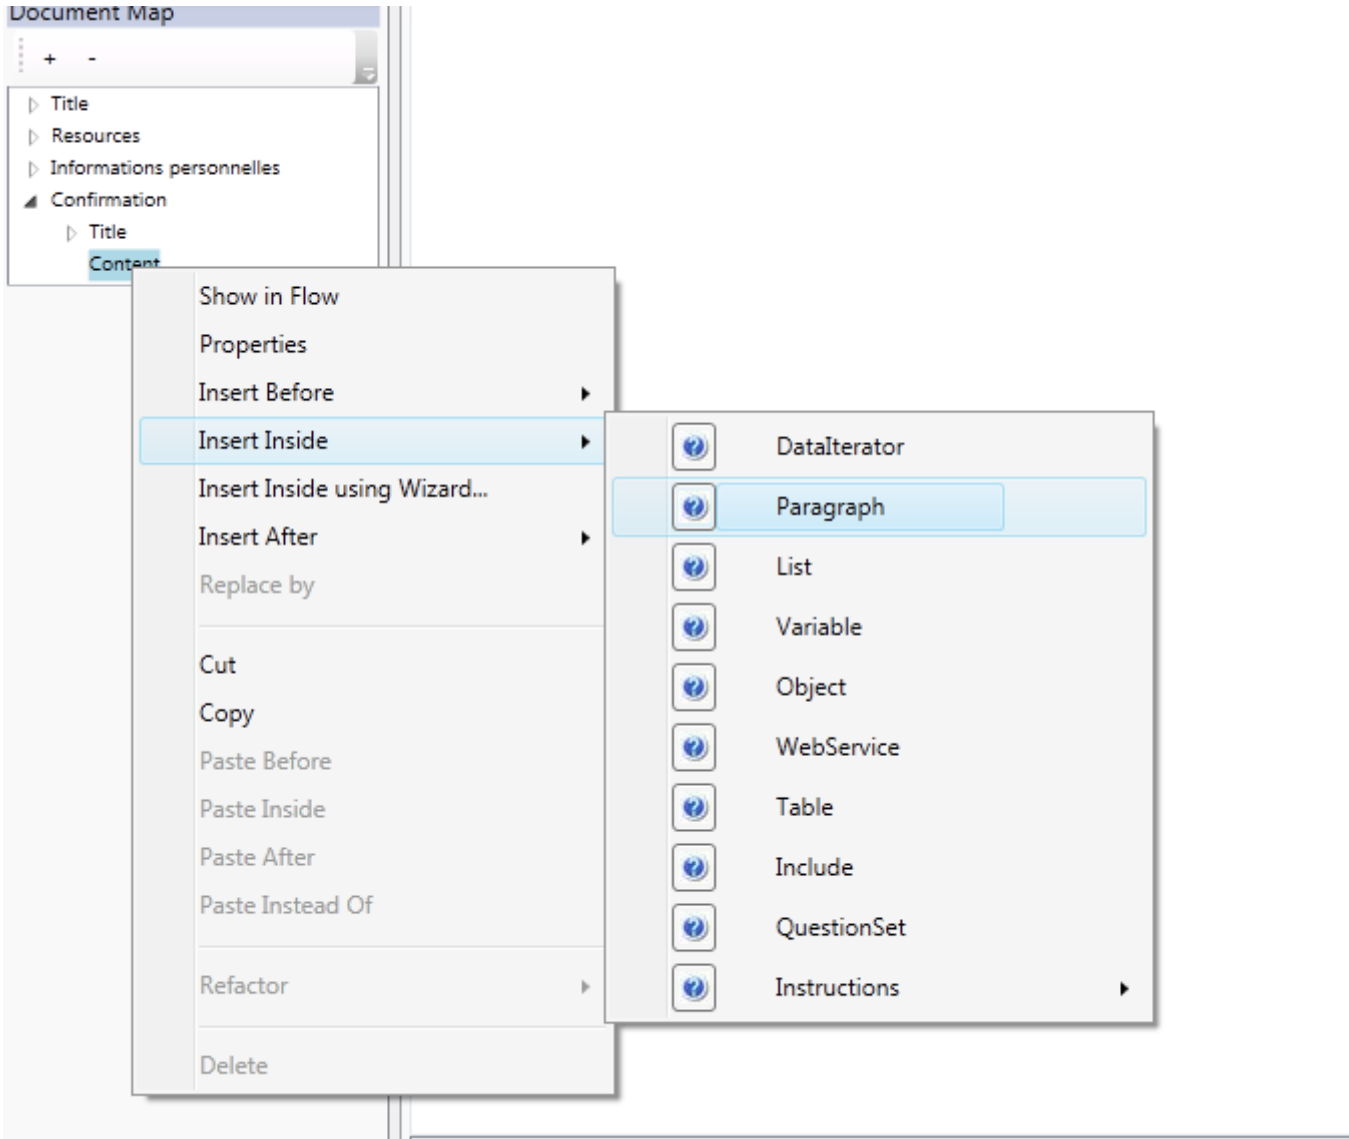 Document Map
+ -
Title
Resources
Informations personnelles
Confirmation
Title
Content
Show in Flow
Properties
Insert Before
Insert Inside
Insert Inside using Wizard...
Insert After
Replace by
Cut
Copy
Paste Before
Paste Inside
Paste After
Paste Instead Of
Refactor
Delete
DataIterator
Paragraph
List
Variable
Object
WebService
Table
Include
QuestionSet
Instructions